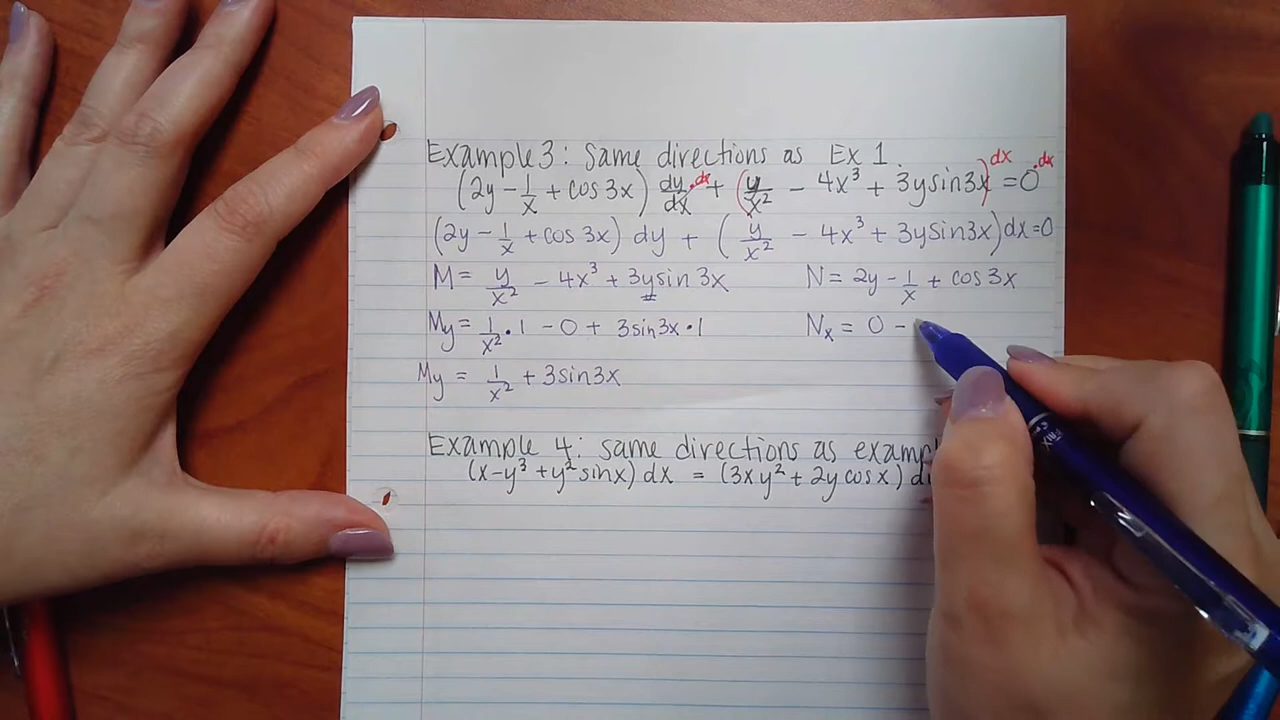 Example 3: Same directions as Ex 1.
(2y - 1/x + cos 3x) dy/dx · dx + (y/x² - 4x³ + 3y sin 3x) dx = 0 · dx
(2y - 1/x + cos 3x) dy + (y/x² - 4x³ + 3y sin 3x) dx = 0
M = y/x² - 4x³ + 3y sin 3x N = 2y - 1/x + cos 3x
My = 1/x² · 1 - 0 + 3 sin 3x · 1 Nx = 0 -
My = 1/x² + 3 sin 3x
Example 4: same directions as
(x - y³ + y² sin x) dx = (3xy² + 2y cos x)